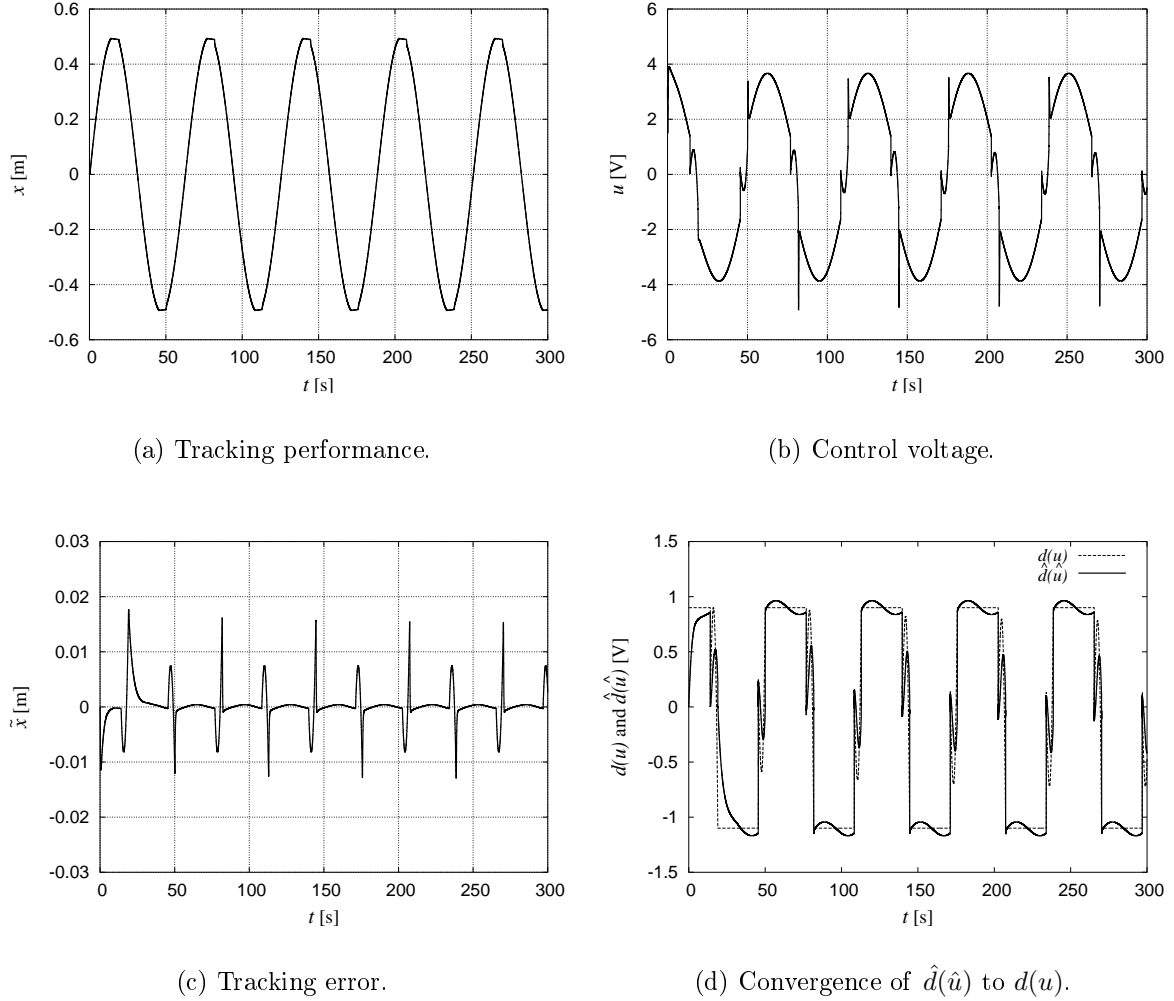 0.6
0.4
0.2
0
-0.2
-0.4
-0.6
x [m]
0 50 100 150 200 250 300
t [s]
(a) Tracking performance.
6
4
2
0
-2
-4
-6
u [V]
0 50 100 150 200 250 300
t [s]
(b) Control voltage.
0.03
0.02
0.01
0
-0.01
-0.02
-0.03
x̃ [m]
0 50 100 150 200 250 300
t [s]
(c) Tracking error.
1.5
1
0.5
0
-0.5
-1
-1.5
d(u) and d̂(û) [V]
d(u)
d̂(û)
0 50 100 150 200 250 300
t [s]
(d) Convergence of d̂(û) to d(u).